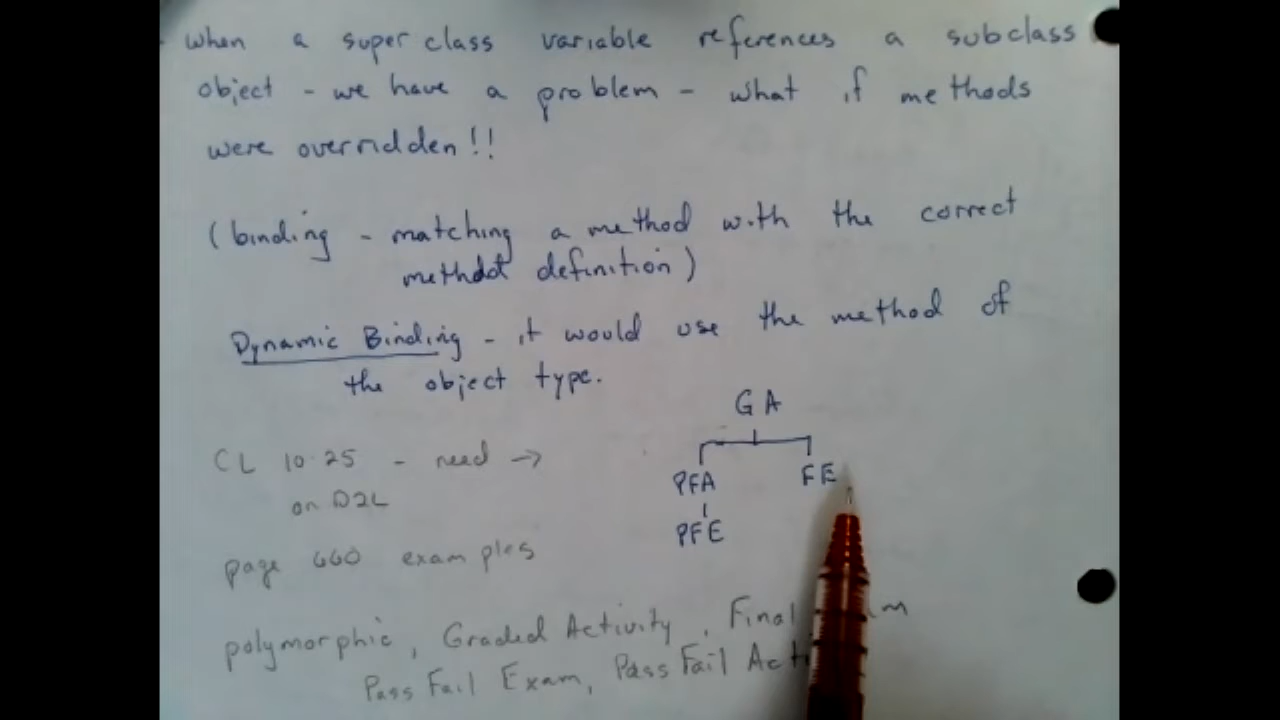 - when a super class variable references a subclass
object - we have a problem - what if methods
were overridden!!
(binding - matching a method with the correct
method definition)
Dynamic Binding - it would use the method of
the object type.
GA
CL 10-25 - need →
on D2L
PFA FE
PFE
page 660 examples
polymorphic, Graded Activity, Final
Pass Fail Exam, Pass Fail